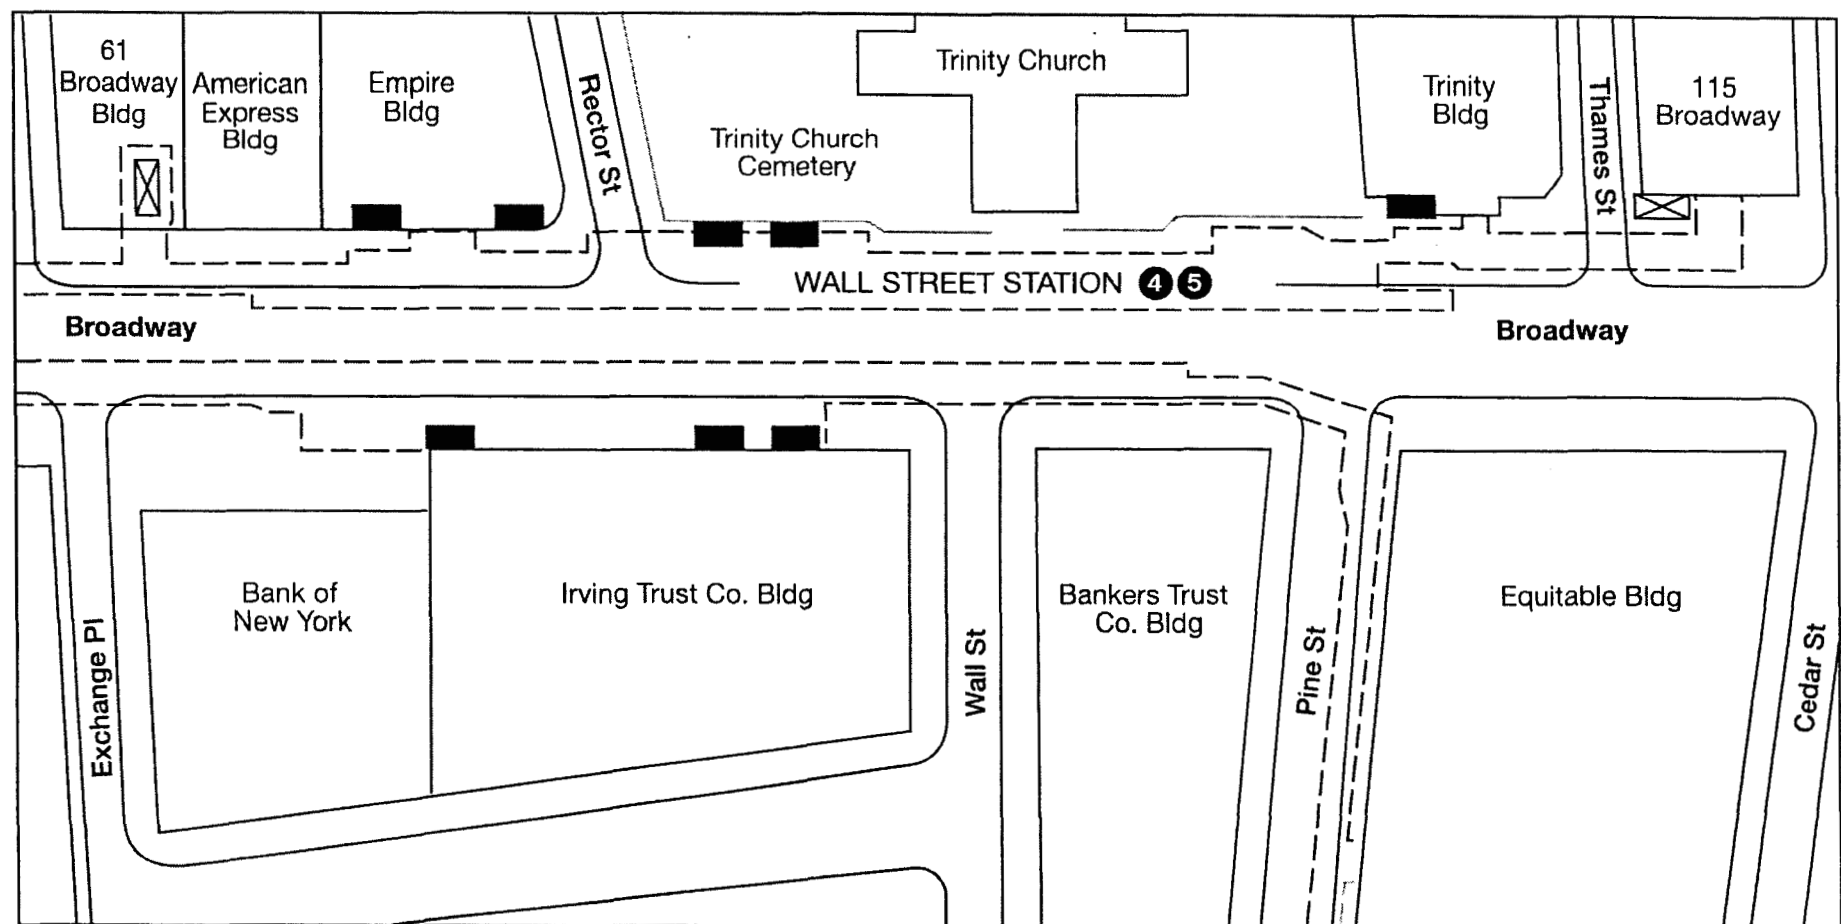 61
Broadway
Bldg
American
Express
Bldg
Empire
Bldg
Rector St
Trinity Church
Trinity Church
Cemetery
Trinity
Bldg
Thames St
115
Broadway
WALL STREET STATION 4 5
Broadway
Broadway
Exchange Pl
Bank of
New York
Irving Trust Co. Bldg
Wall St
Bankers Trust
Co. Bldg
Pine St
Equitable Bldg
Cedar St